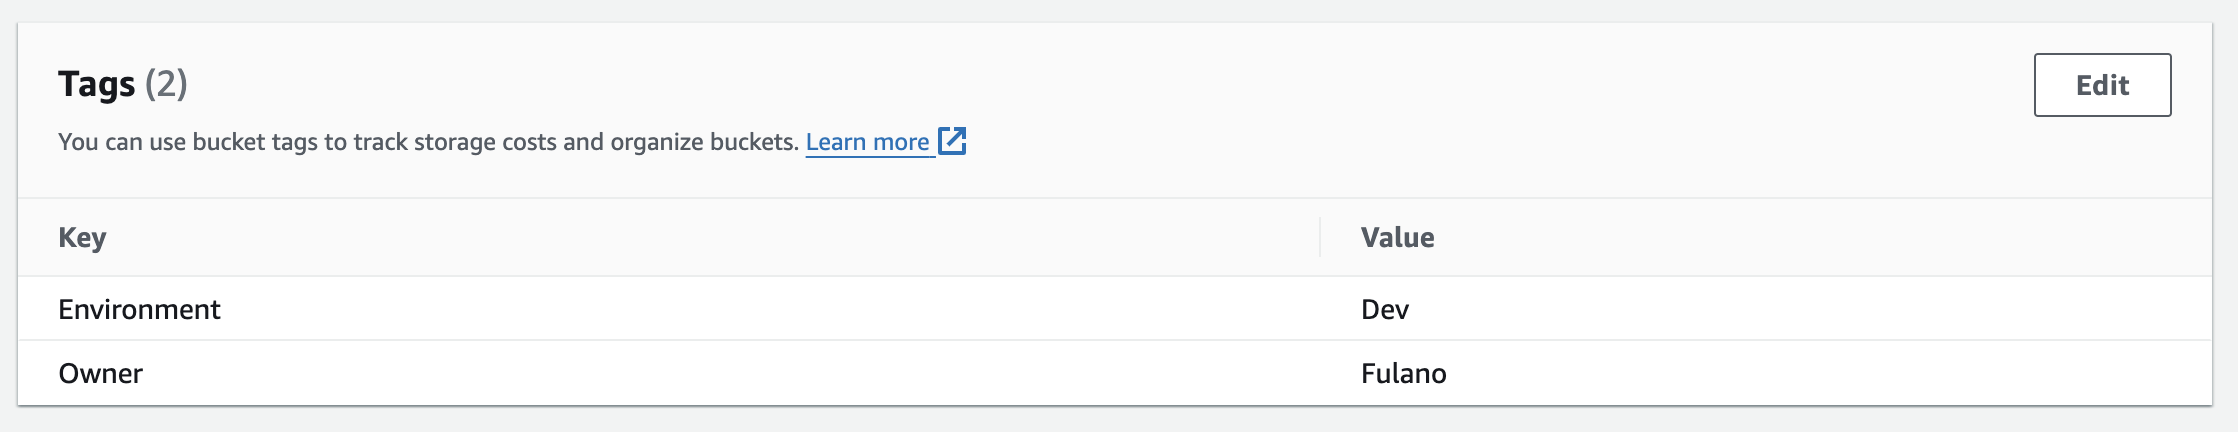 Tags (2)
Edit
You can use bucket tags to track storage costs and organize buckets. Learn more
Key Value
Environment Dev
Owner Fulano